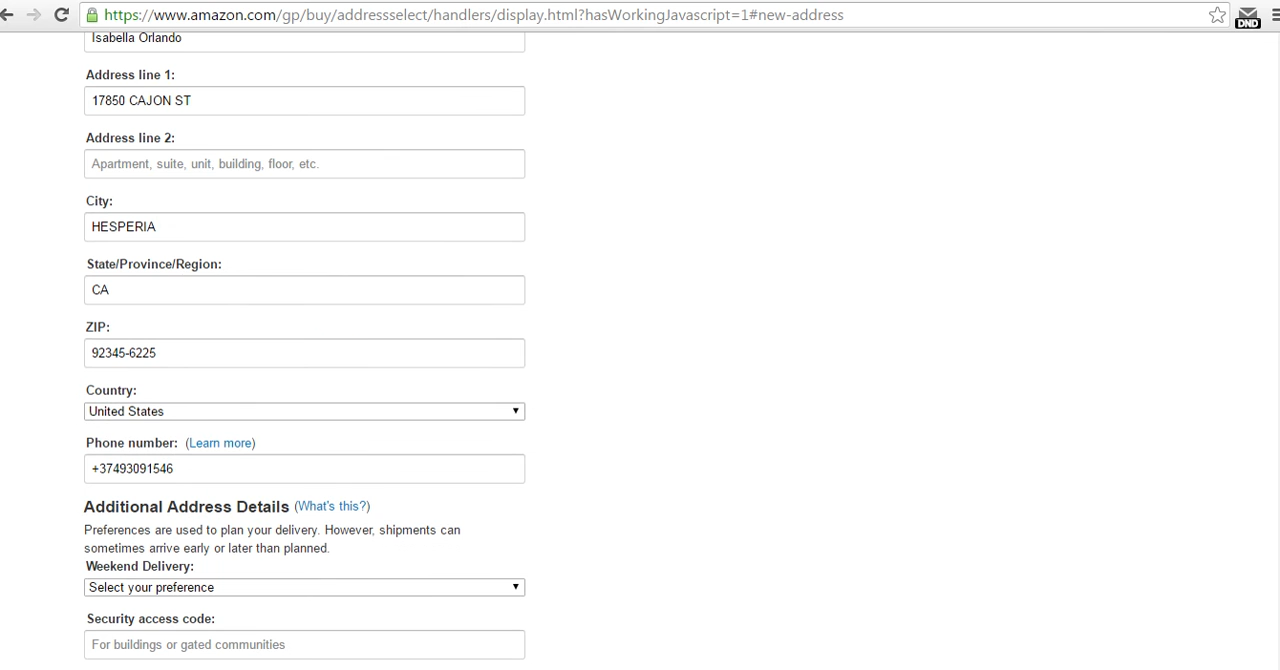 https://www.amazon.com/gp/buy/addressselect/handlers/display.html?hasWorkingJavascript=1#new-address
DND
Isabella Orlando
Address line 1:
17850 CAJON ST
Address line 2:
Apartment, suite, unit, building, floor, etc.
City:
HESPERIA
State/Province/Region:
CA
ZIP:
92345-6225
Country:
United States
Phone number: (Learn more)
+37493091546
Additional Address Details (What's this?)
Preferences are used to plan your delivery. However, shipments can
sometimes arrive early or later than planned.
Weekend Delivery:
Select your preference
Security access code:
For buildings or gated communities